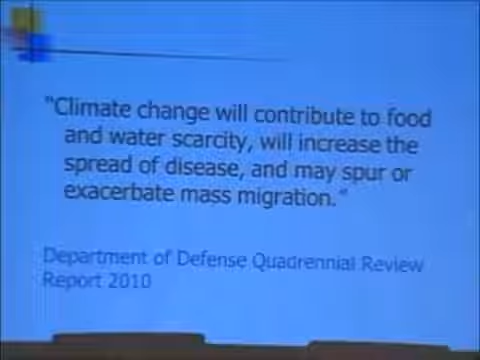 "Climate change will contribute to food
and water scarcity, will increase the
spread of disease, and may spur or
exacerbate mass migration."
Department of Defense Quadrennial Review
Report 2010